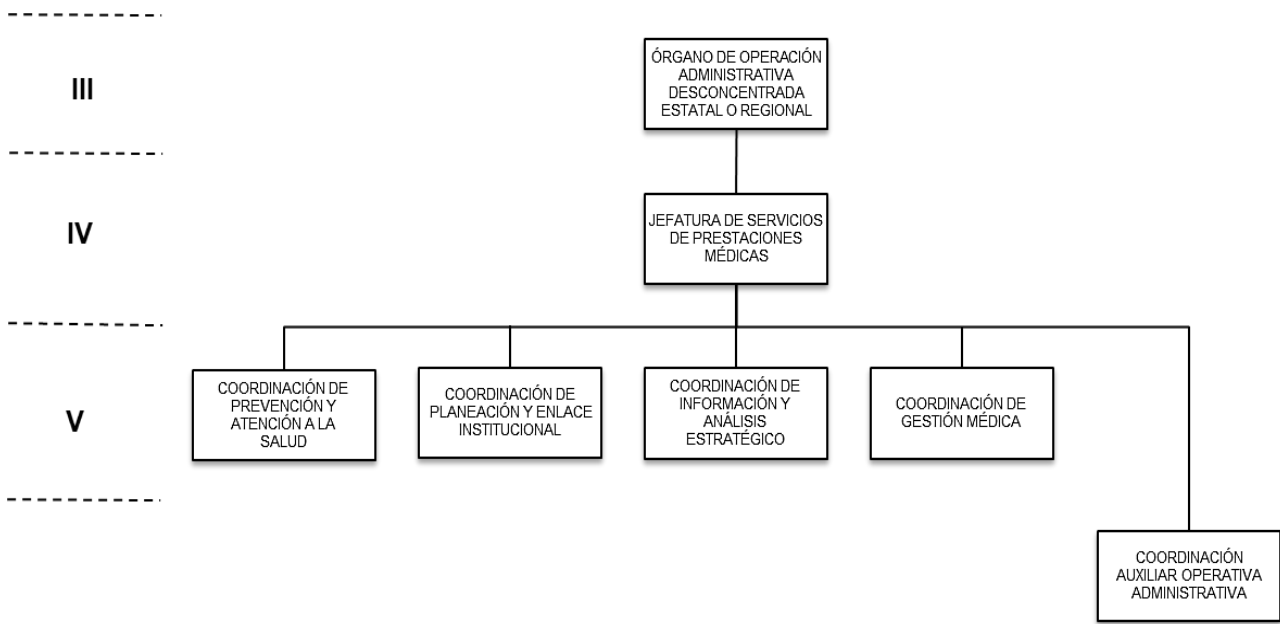 III
ÓRGANO DE OPERACIÓN
ADMINISTRATIVA
DESCONCENTRADA
ESTATAL O REGIONAL
IV
JEFATURA DE SERVICIOS
DE PRESTACIONES
MÉDICAS
V
COORDINACIÓN DE
PREVENCIÓN Y
ATENCIÓN A LA
SALUD
COORDINACIÓN DE
PLANEACIÓN Y ENLACE
INSTITUCIONAL
COORDINACIÓN DE
INFORMACIÓN Y
ANÁLISIS
ESTRATÉGICO
COORDINACIÓN DE
GESTIÓN MÉDICA
COORDINACIÓN
AUXILIAR OPERATIVA
ADMINISTRATIVA